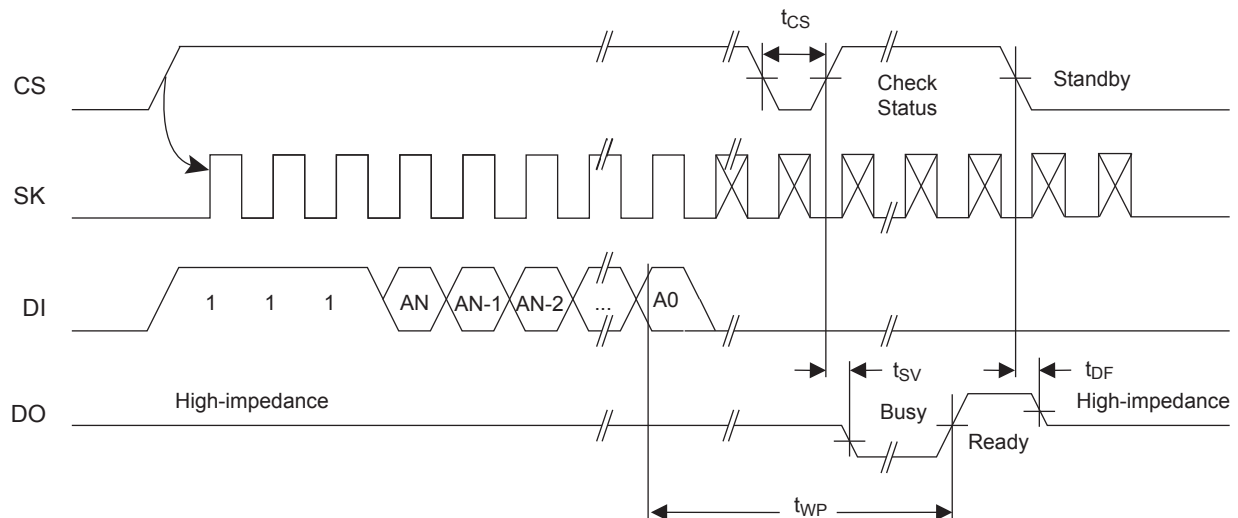 tCS
CS
Check
Status
Standby
SK
DI
1 1 1 AN AN-1 AN-2 ... A0
tSV
tDF
DO
High-impedance
Busy
Ready
High-impedance
tWP